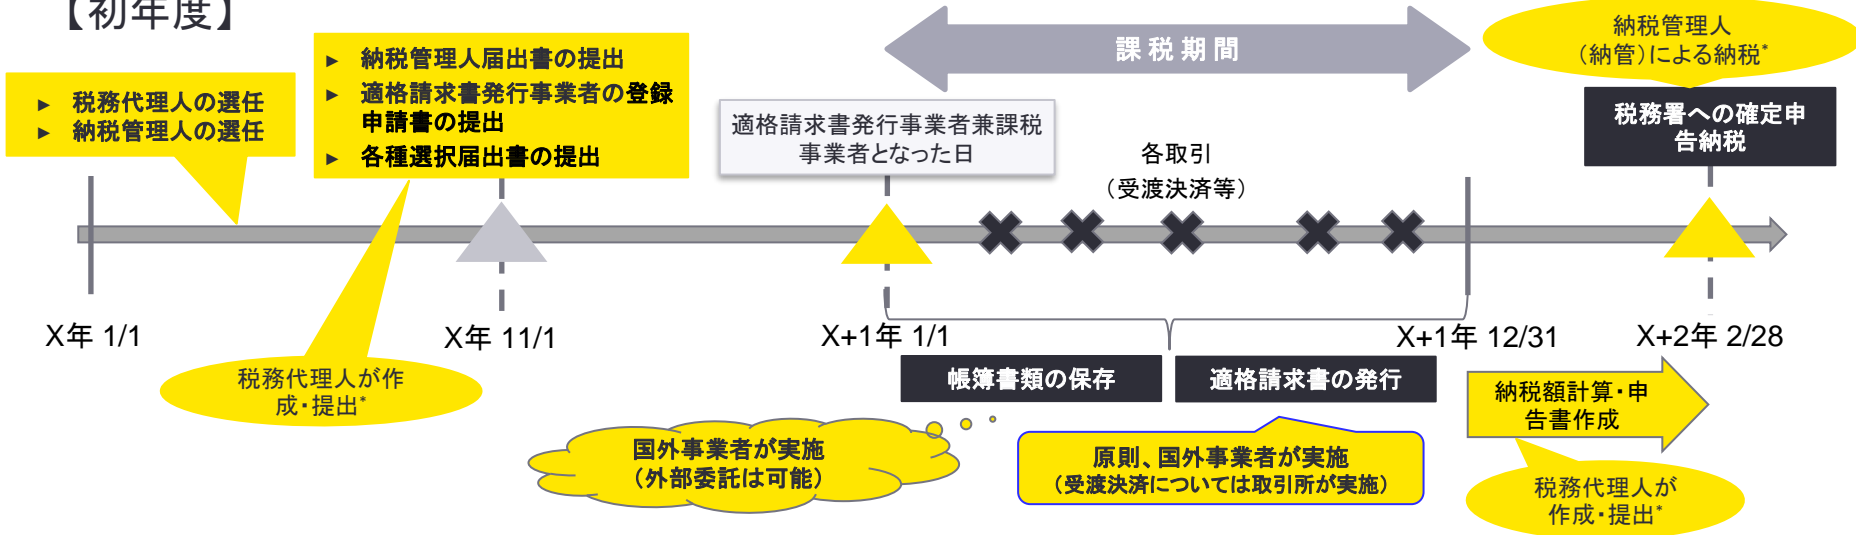 【初年度】
▶ 税務代理人の選任
▶ 納税管理人の選任
▶ 納税管理人届出書の提出
▶ 適格請求書発行事業者の登録
申請書の提出
▶ 各種選択届出書の提出
課税期間
納税管理人
（納管）による納税*
適格請求書発行事業者兼課税
事業者となった日
各取引
（受渡決済等）
税務署への確定申
告納税
X年 1/1
X年 11/1
X+1年 1/1
X+1年 12/31
X+2年 2/28
税務代理人が作
成・提出*
帳簿書類の保存
適格請求書の発行
納税額計算・申
告書作成
国外事業者が実施
（外部委託は可能）
原則、国外事業者が実施
（受渡決済については取引所が実施）
税務代理人が
作成・提出*